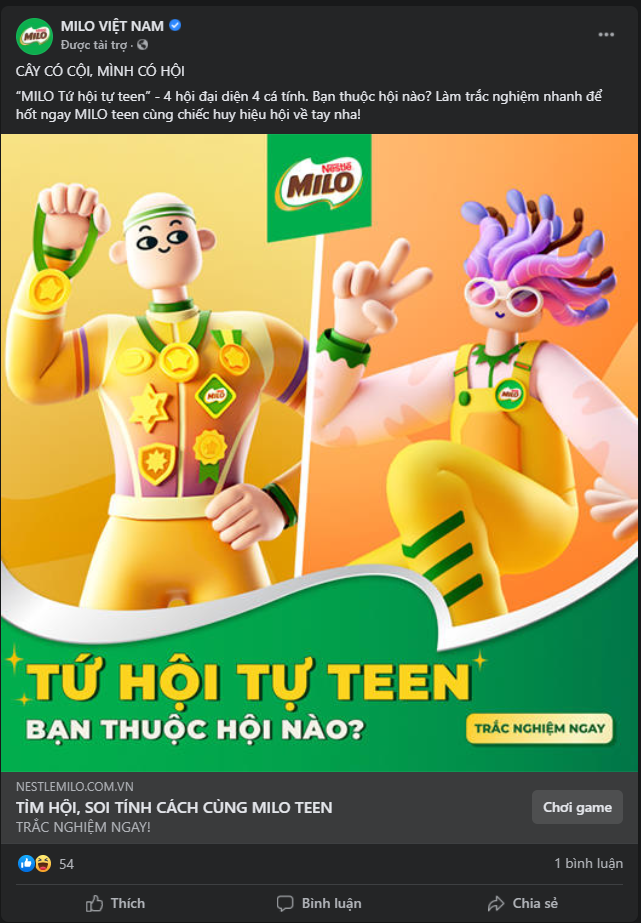 MILO VIỆT NAM
Được tài trợ ·
CÂY CÓ CỘI, MÌNH CÓ HỘI
“MILO Tứ hội tự teen” - 4 hội đại diện 4 cá tính. Bạn thuộc hội nào? Làm trắc nghiệm nhanh để
hốt ngay MILO teen cùng chiếc huy hiệu hội về tay nha!
Nestlé
MILO
MILO
MILO
TỨ HỘI TỰ TEEN
BẠN THUỘC HỘI NÀO?
TRẮC NGHIỆM NGAY
NESTLEMILO.COM.VN
TÌM HỘI, SOI TÍNH CÁCH CÙNG MILO TEEN
TRẮC NGHIỆM NGAY!
Chơi game
54
1 bình luận
Thích
Bình luận
Chia sẻ